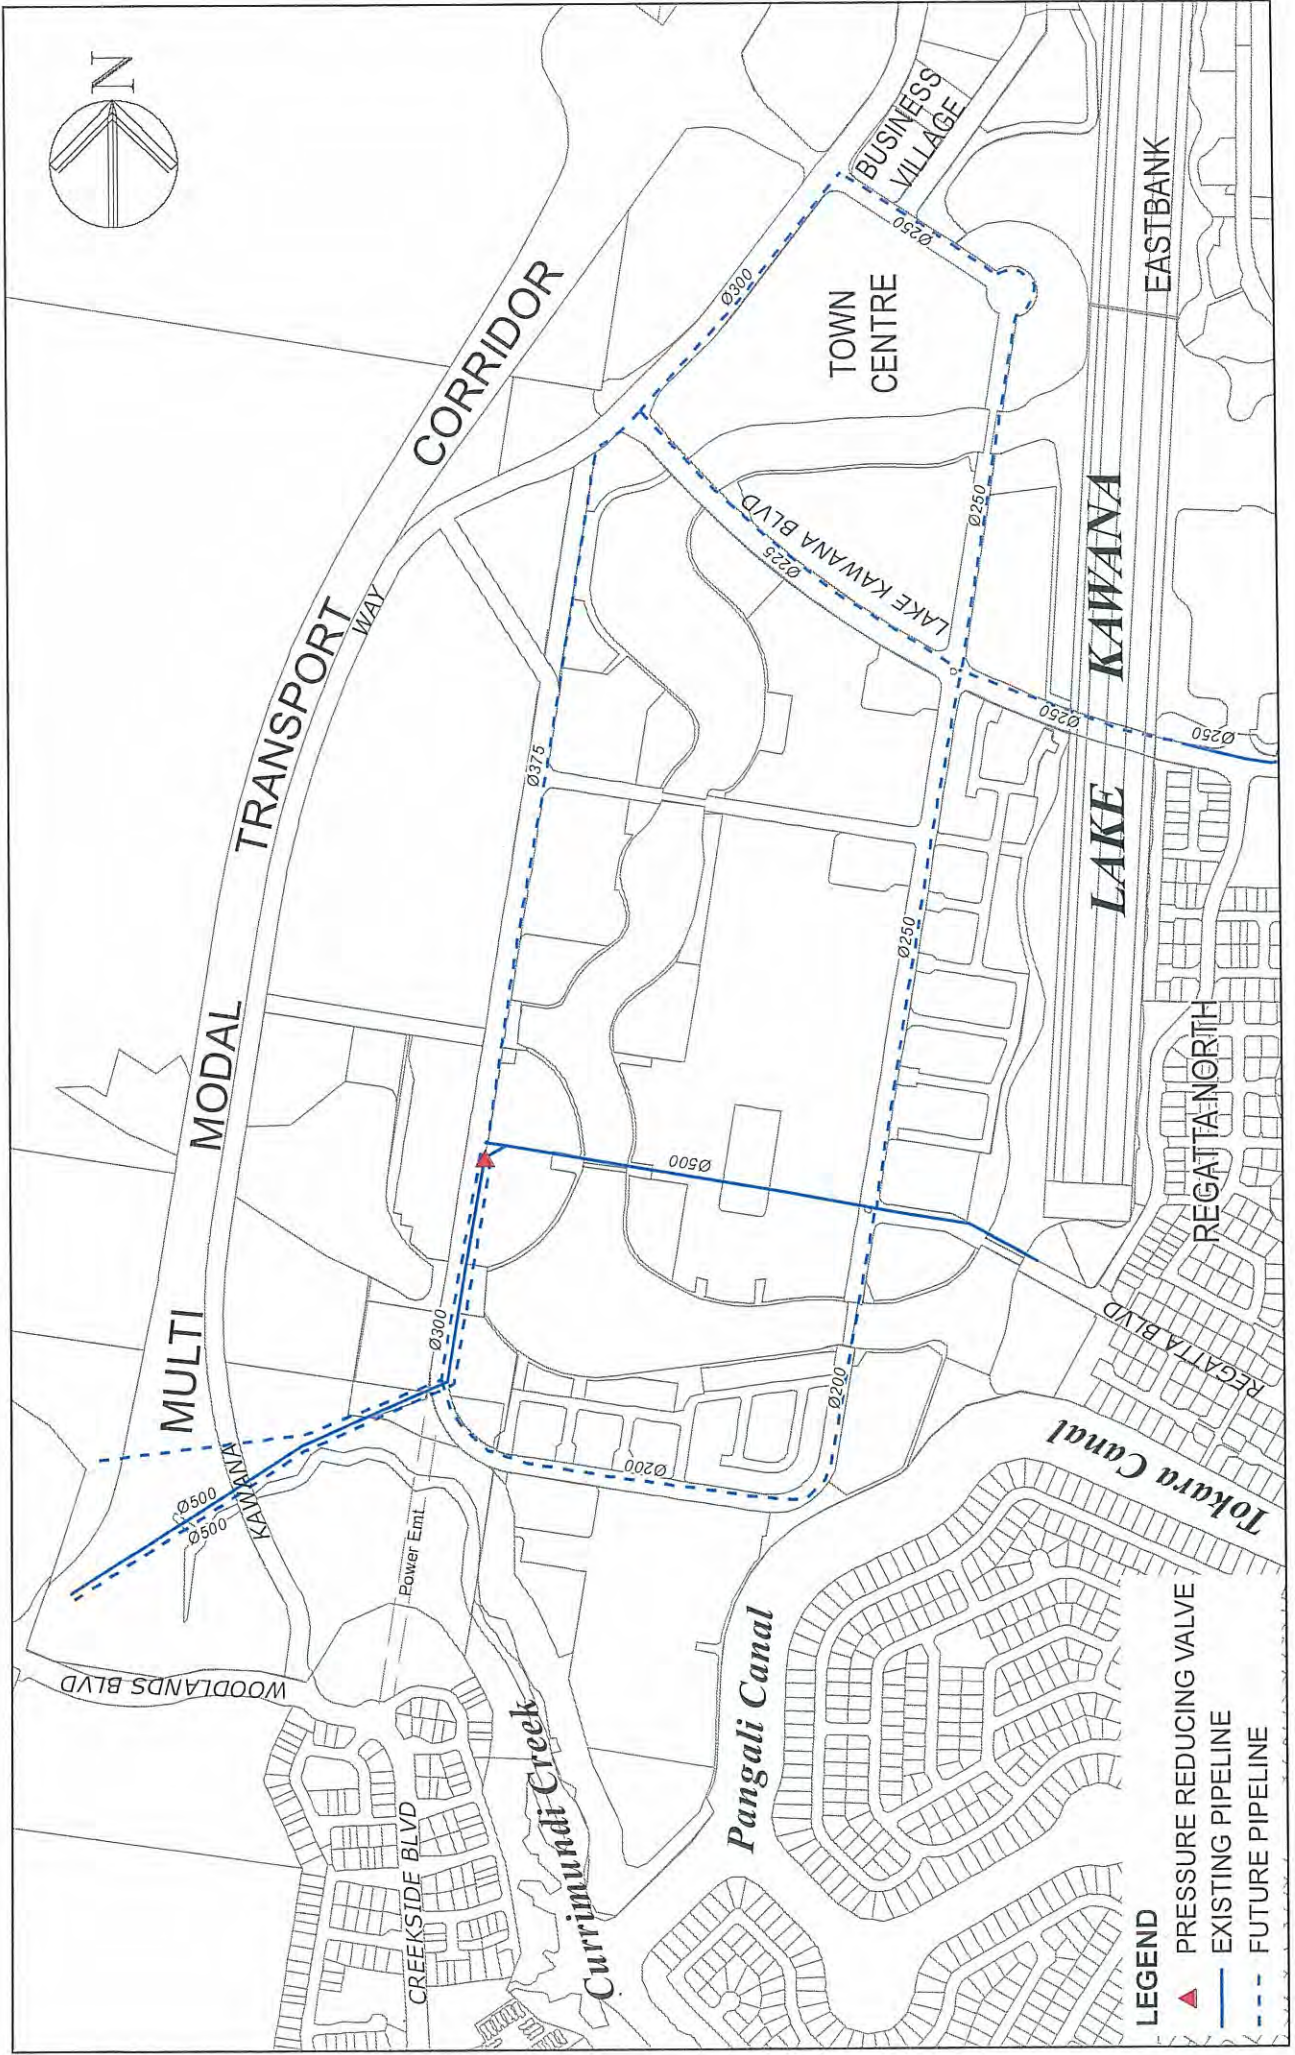 N
MULTI MODAL TRANSPORT CORRIDOR
KAWANA WAY
WOODLANDS BLVD
CREEKSIDE BLVD
Currimundi Creek
Power Emt.
Ø500
Ø500
Ø300
Ø375
Ø300
Ø500
Ø200
Ø200
Ø250
Ø225
LAKE KAWANA BLVD
Ø250
Ø250
Ø250
Ø250
TOWN
CENTRE
BUSINESS
VILLAGE
EASTBANK
LAKE KAWANA
REGATTA NORTH
REGATTA BLVD
Tokara Canal
Pangali Canal
LEGEND
PRESSURE REDUCING VALVE
EXISTING PIPELINE
FUTURE PIPELINE